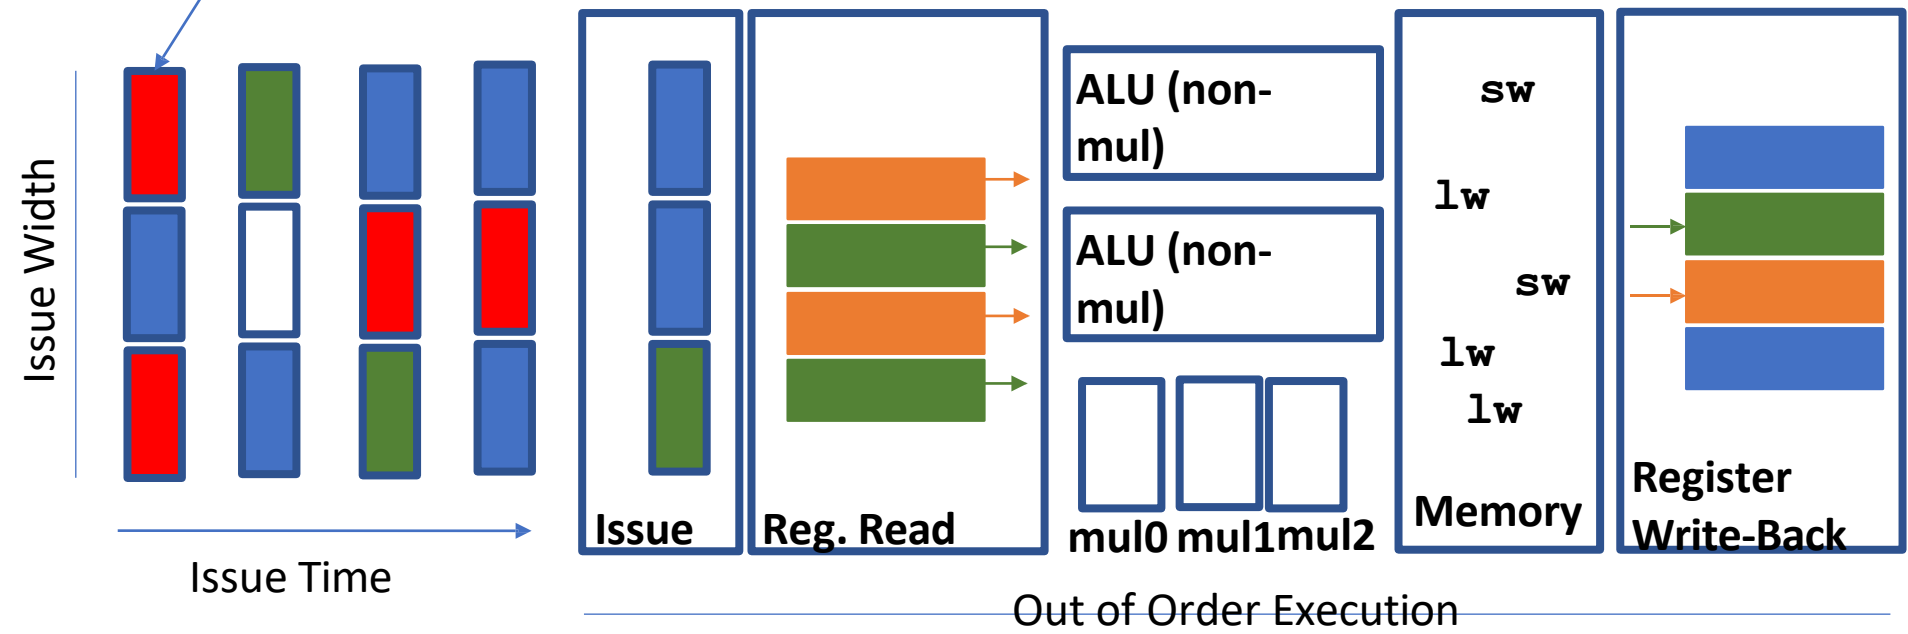 Issue Width
Issue Time
Issue
Reg. Read
ALU (non-
mul)
ALU (non-
mul)
mul0 mul1 mul2
sw
lw
sw
lw
lw
Memory
Register
Write-Back
Out of Order Execution